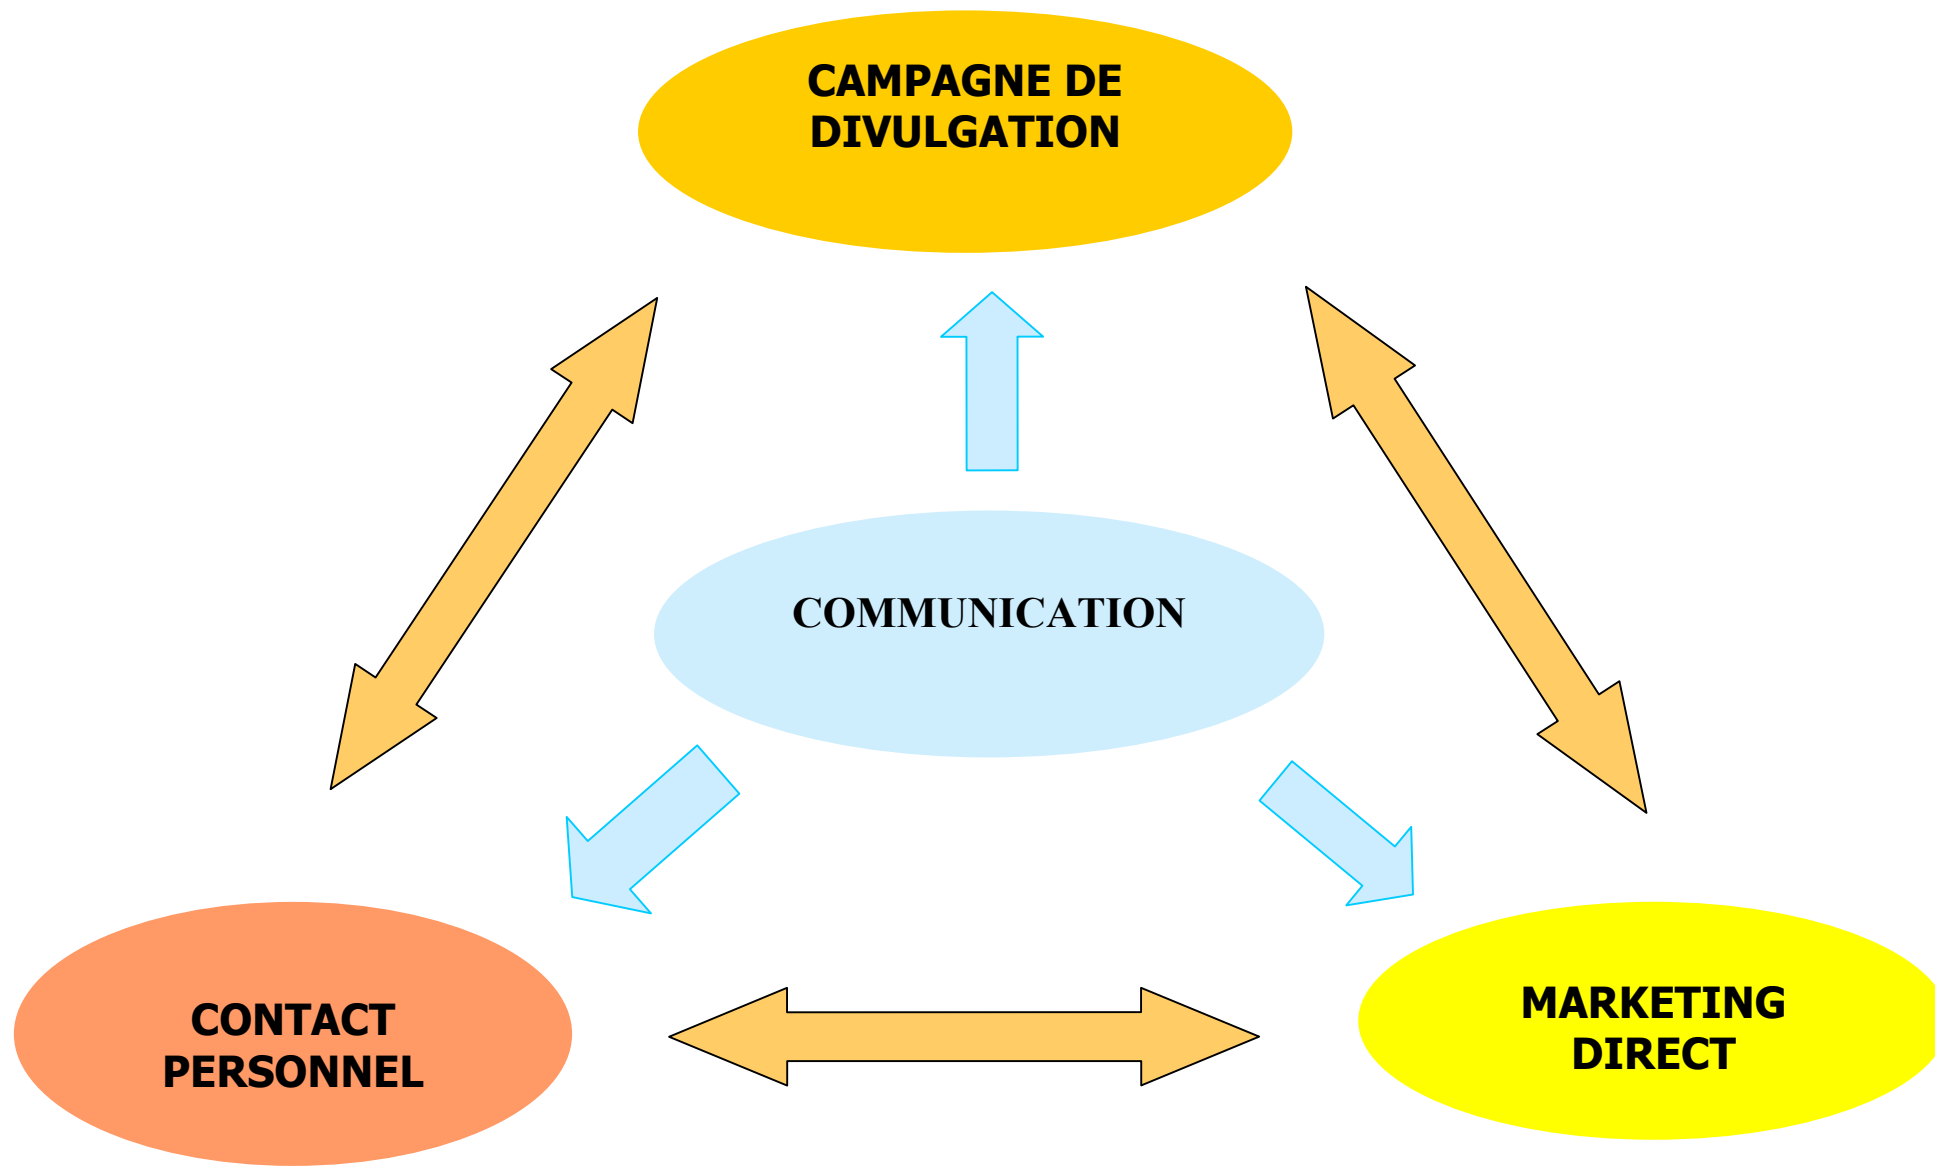 CAMPAGNE DE
DIVULGATION
COMMUNICATION
CONTACT
PERSONNEL
MARKETING
DIRECT